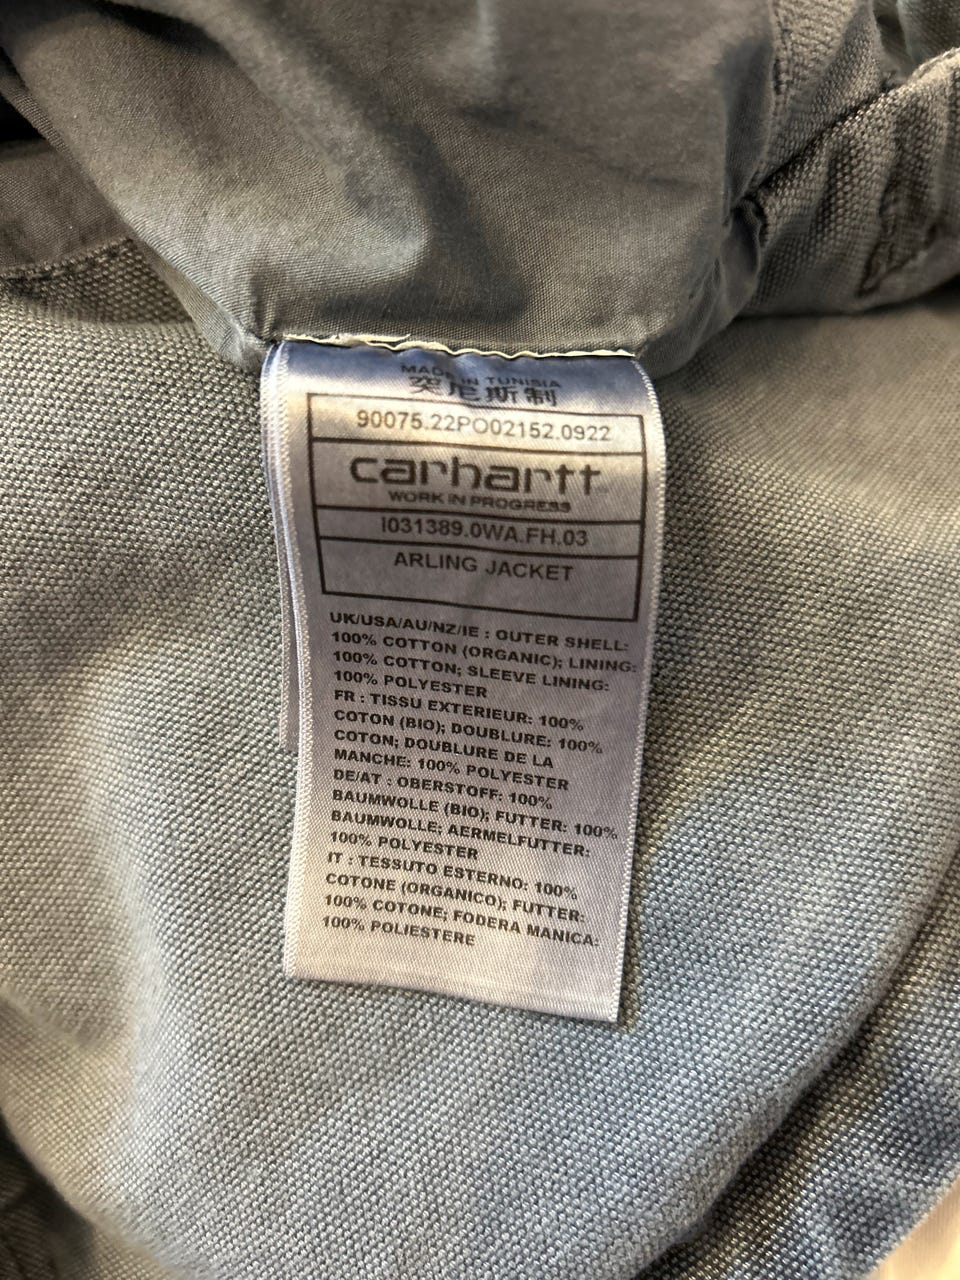 MADE IN TUNISIA
突尼斯制
90075.22PO02152.0922
carhartt
WORK IN PROGRESS
I031389.0WA.FH.03
ARLING JACKET
UK/USA/AU/NZ/IE : OUTER SHELL:
100% COTTON (ORGANIC); LINING:
100% COTTON; SLEEVE LINING:
100% POLYESTER
FR : TISSU EXTERIEUR: 100%
COTON (BIO); DOUBLURE: 100%
COTON; DOUBLURE DE LA
MANCHE: 100% POLYESTER
DE/AT : OBERSTOFF: 100%
BAUMWOLLE (BIO); FUTTER: 100%
BAUMWOLLE; AERMELFUTTER:
100% POLYESTER
IT : TESSUTO ESTERNO: 100%
COTONE (ORGANICO); FUTTER:
100% COTONE; FODERA MANICA:
100% POLIESTERE